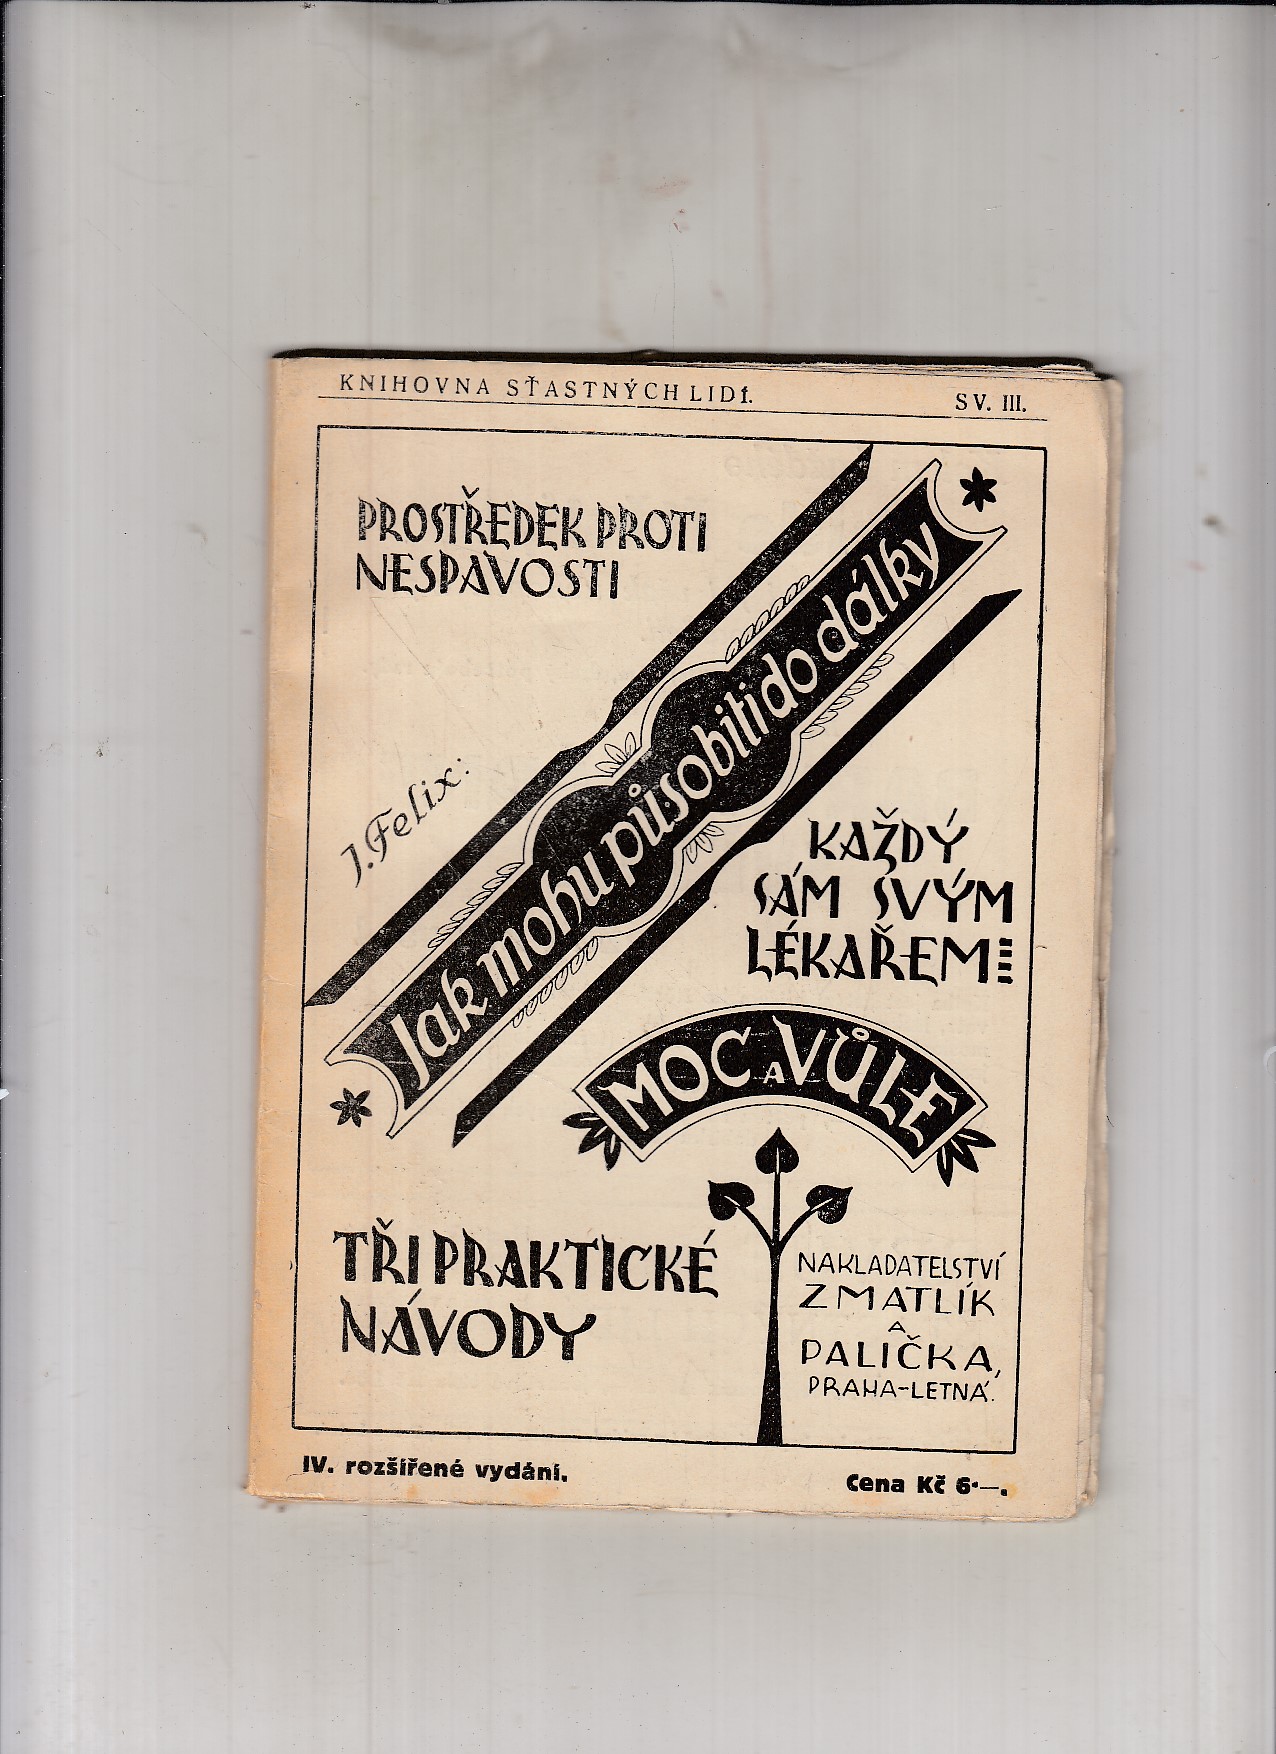 KNIHOVNA SŤASTNÝCH LIDÍ.
SV. III.
PROSTŘEDEK PROTI
NESPAVOSTI
J. Felix:
Jak mohu působiti do dálky
KAŽDÝ
SÁM SVÝM
LÉKAŘEM
MOC A VŮLE
TŘI PRAKTICKÉ
NÁVODY
NAKLADATELSTVÍ
ZMATLÍK
A
PALIČKA,
PRAHA-LETNÁ.
IV. rozšířené vydání.
Cena Kč 6·—.